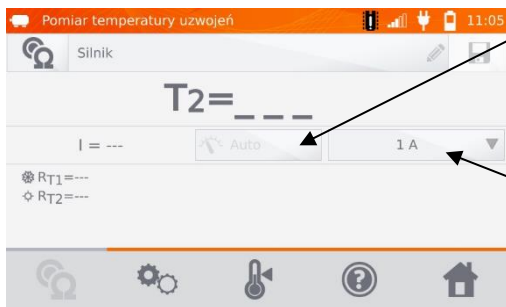 Pomiar temperatury uzwojeń 11:05
Silnik
T2=_ _ _
I = --- Auto 1 A
RT1=---
RT2=---